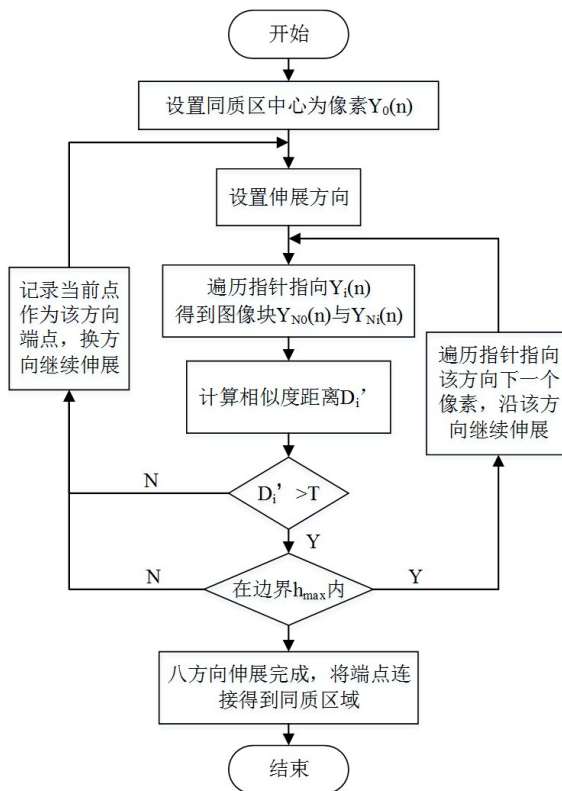 开始
设置同质区中心为像素Y₀(n)
设置伸展方向
遍历指针指向Yᵢ(n)
得到图像块Y_N0(n)与Y_Ni(n)
记录当前点
作为该方向
端点，换方
向继续伸展
遍历指针指向
该方向下一个
像素，沿该方
向继续伸展
计算相似度距离Dᵢ’
N
Dᵢ’ >T
Y
N
在边界h_max内
Y
八方向伸展完成，将端点连
接得到同质区域
结束